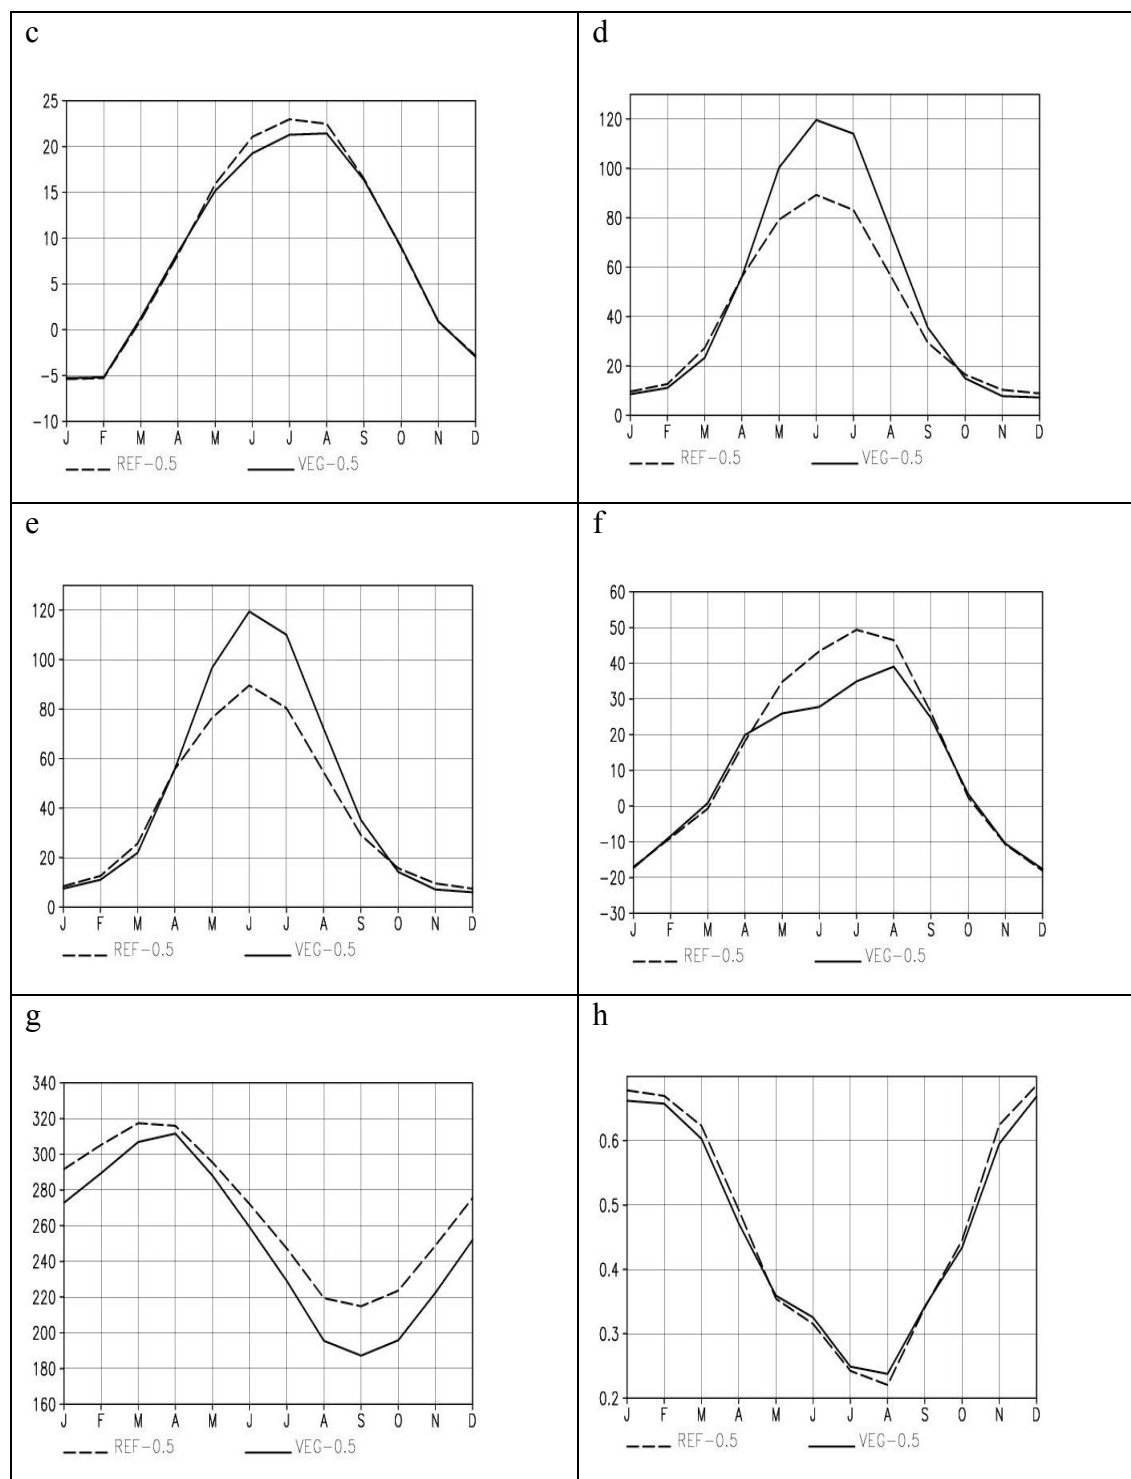 c
25
20
15
10
5
0
−5
−10
J F M A M J J A S O N D
REF−0.5 VEG−0.5
d
120
100
80
60
40
20
0
J F M A M J J A S O N D
REF−0.5 VEG−0.5
e
120
100
80
60
40
20
0
J F M A M J J A S O N D
REF−0.5 VEG−0.5
f
60
50
40
30
20
10
0
−10
−20
−30
J F M A M J J A S O N D
REF−0.5 VEG−0.5
g
340
320
300
280
260
240
220
200
180
160
J F M A M J J A S O N D
REF−0.5 VEG−0.5
h
0.6
0.5
0.4
0.3
0.2
J F M A M J J A S O N D
REF−0.5 VEG−0.5